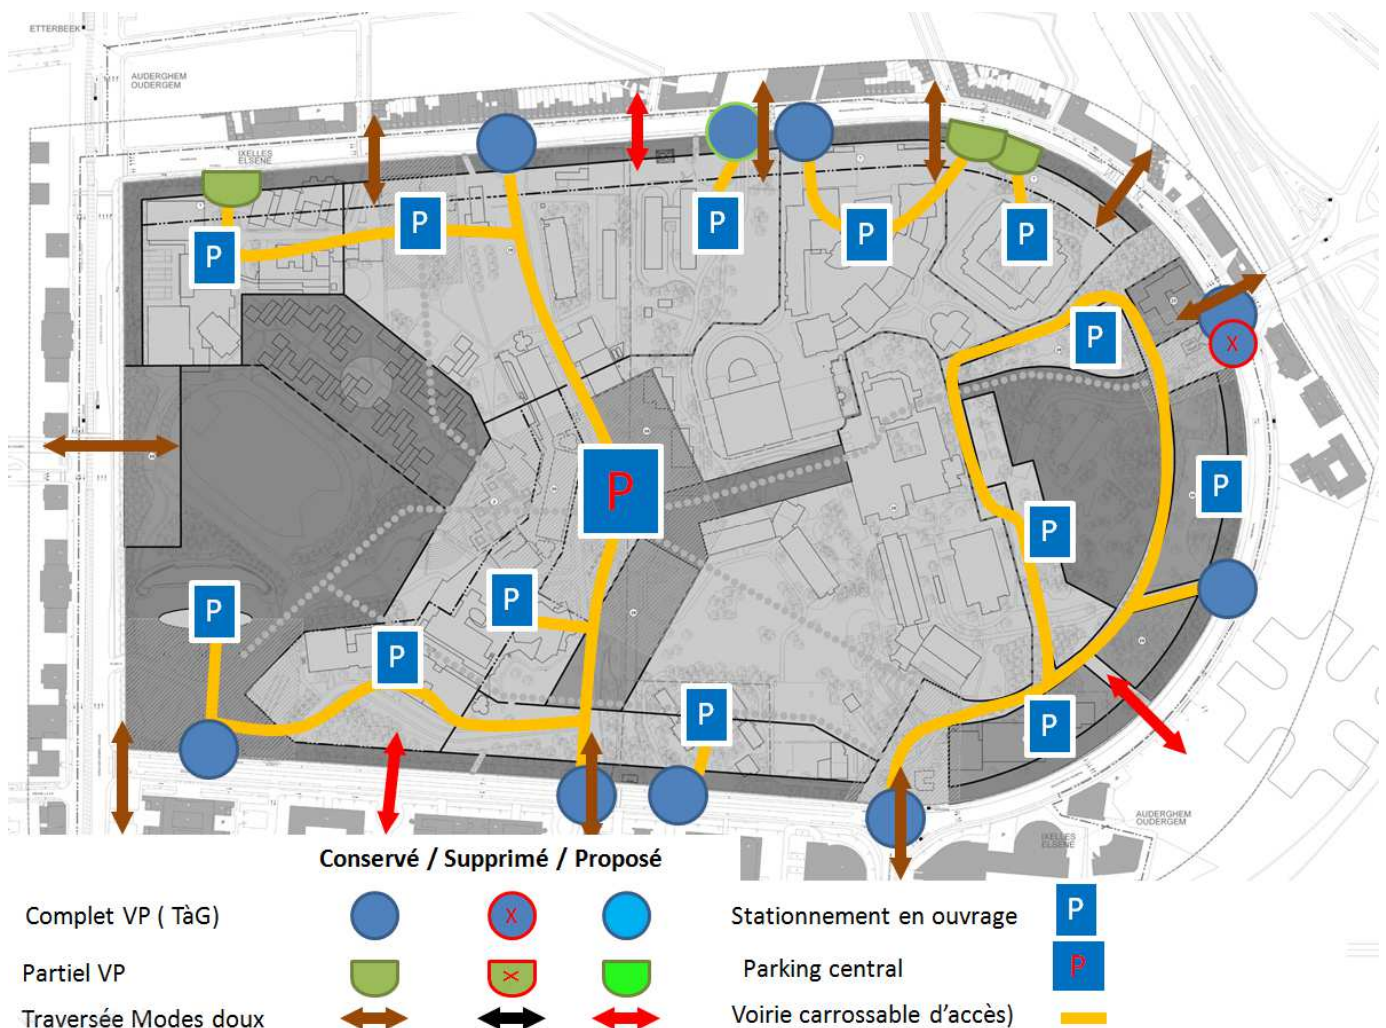 ETTERBEEK
AUDERGHEM
OUDERGEM
IXELLES
ELSENE
P
P
P
P
P
P
X
P
P
P
P
P
P
P
P
P
AUDERGHEM
OUDERGEM
IXELLES
ELSENE
Conservé / Supprimé / Proposé
Complet VP ( TàG)
X
Stationnement en ouvrage
P
Partiel VP
X
Parking central
P
Traversée Modes doux
Voirie carrossable d'accès)